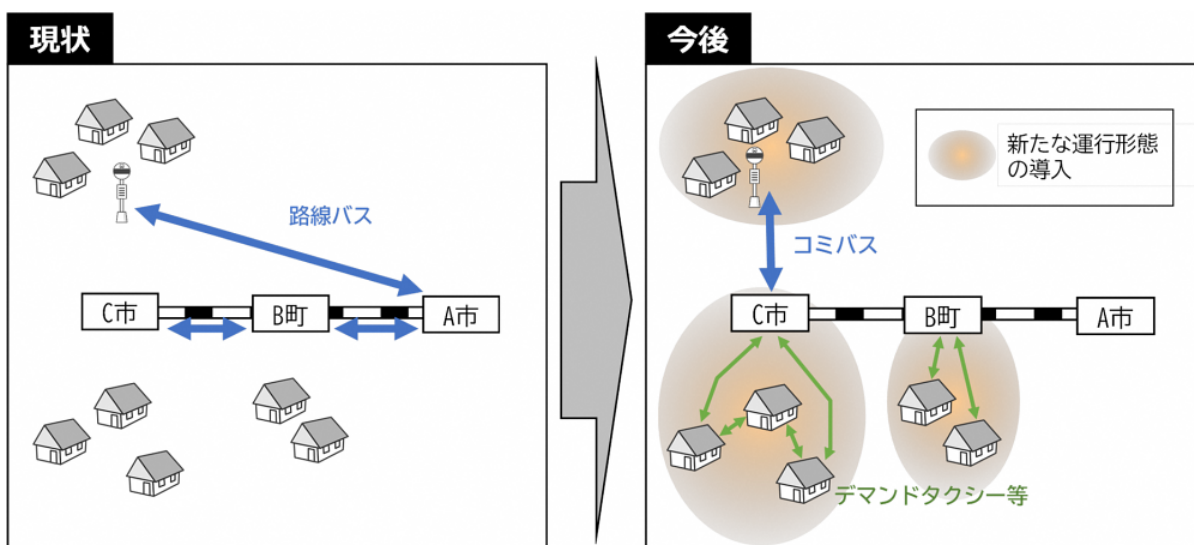 現状
路線バス
C市
B町
A市
今後
新たな運行形態
の導入
コミバス
C市
B町
A市
デマンドタクシー等